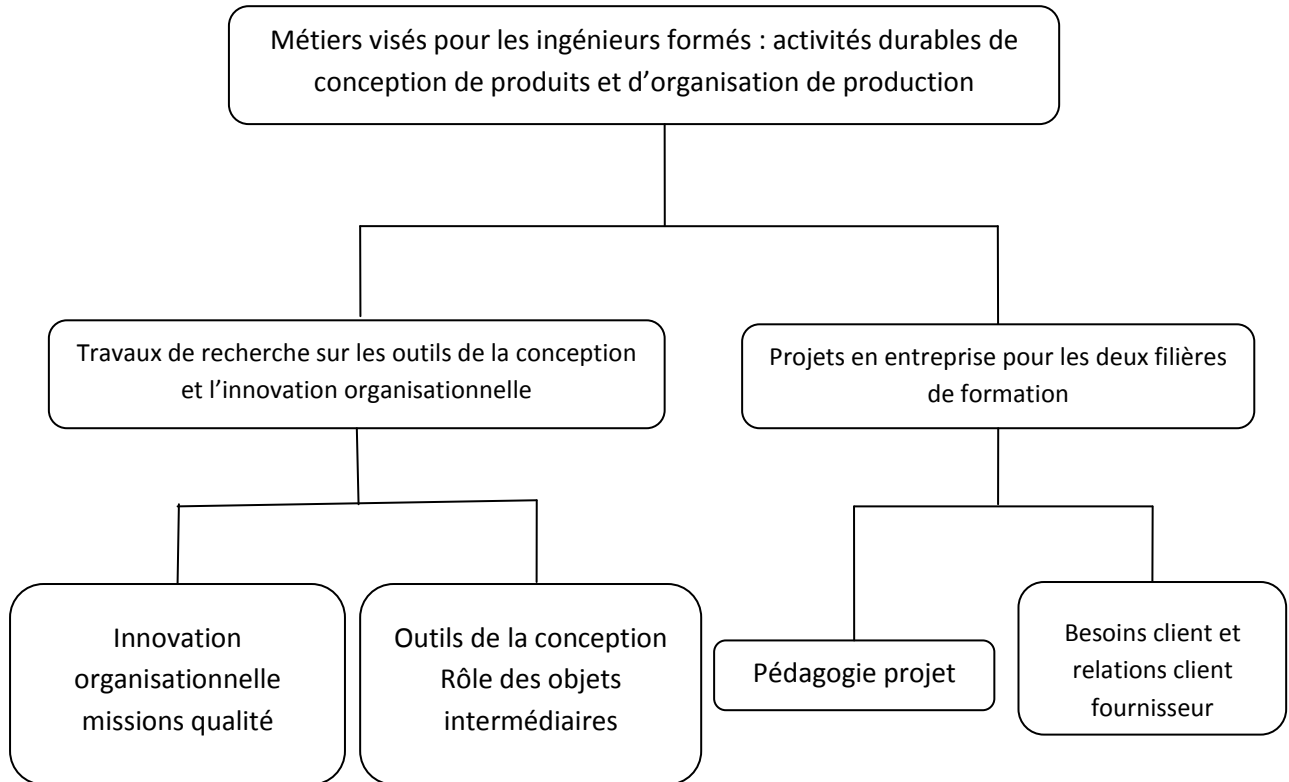 Métiers visés pour les ingénieurs formés : activités durables de
conception de produits et d’organisation de production
Travaux de recherche sur les outils de la conception
et l’innovation organisationnelle
Projets en entreprise pour les deux filières
de formation
Innovation
organisationnelle
missions qualité
Outils de la conception
Rôle des objets
intermédiaires
Pédagogie projet
Besoins client et
relations client
fournisseur